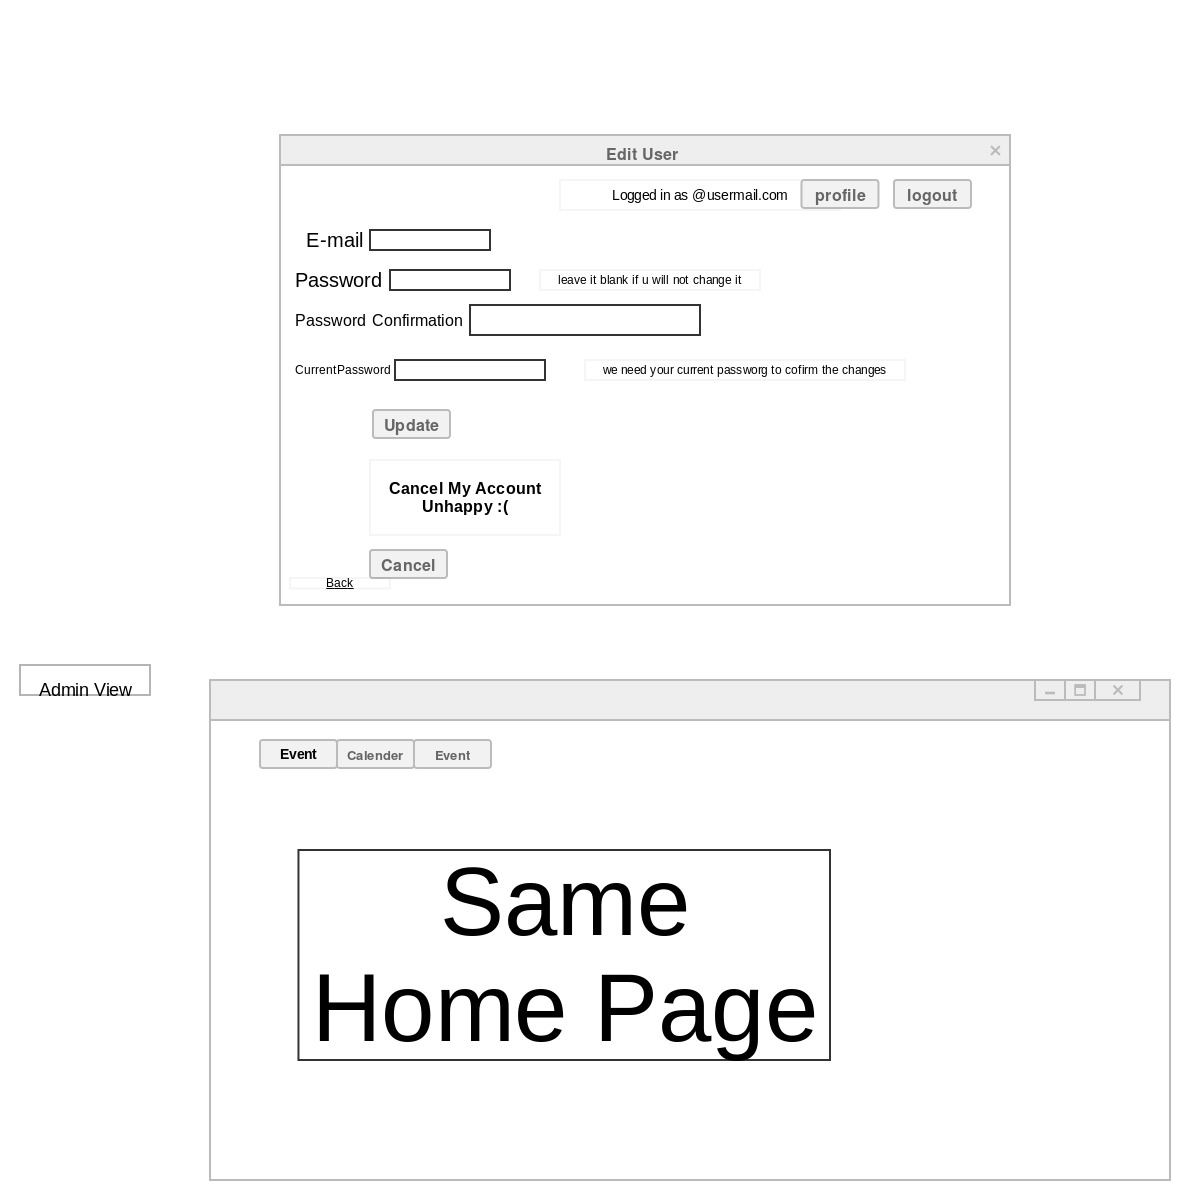 Edit User
Logged in as @usermail.com
profile
logout
E-mail
Password
leave it blank if u will not change it
Password Confirmation
CurrentPassword
we need your current passworg to cofirm the changes
Update
Cancel My Account
Unhappy :(
Cancel
Back
Admin View
Event
Calender
Event
Same
Home Page